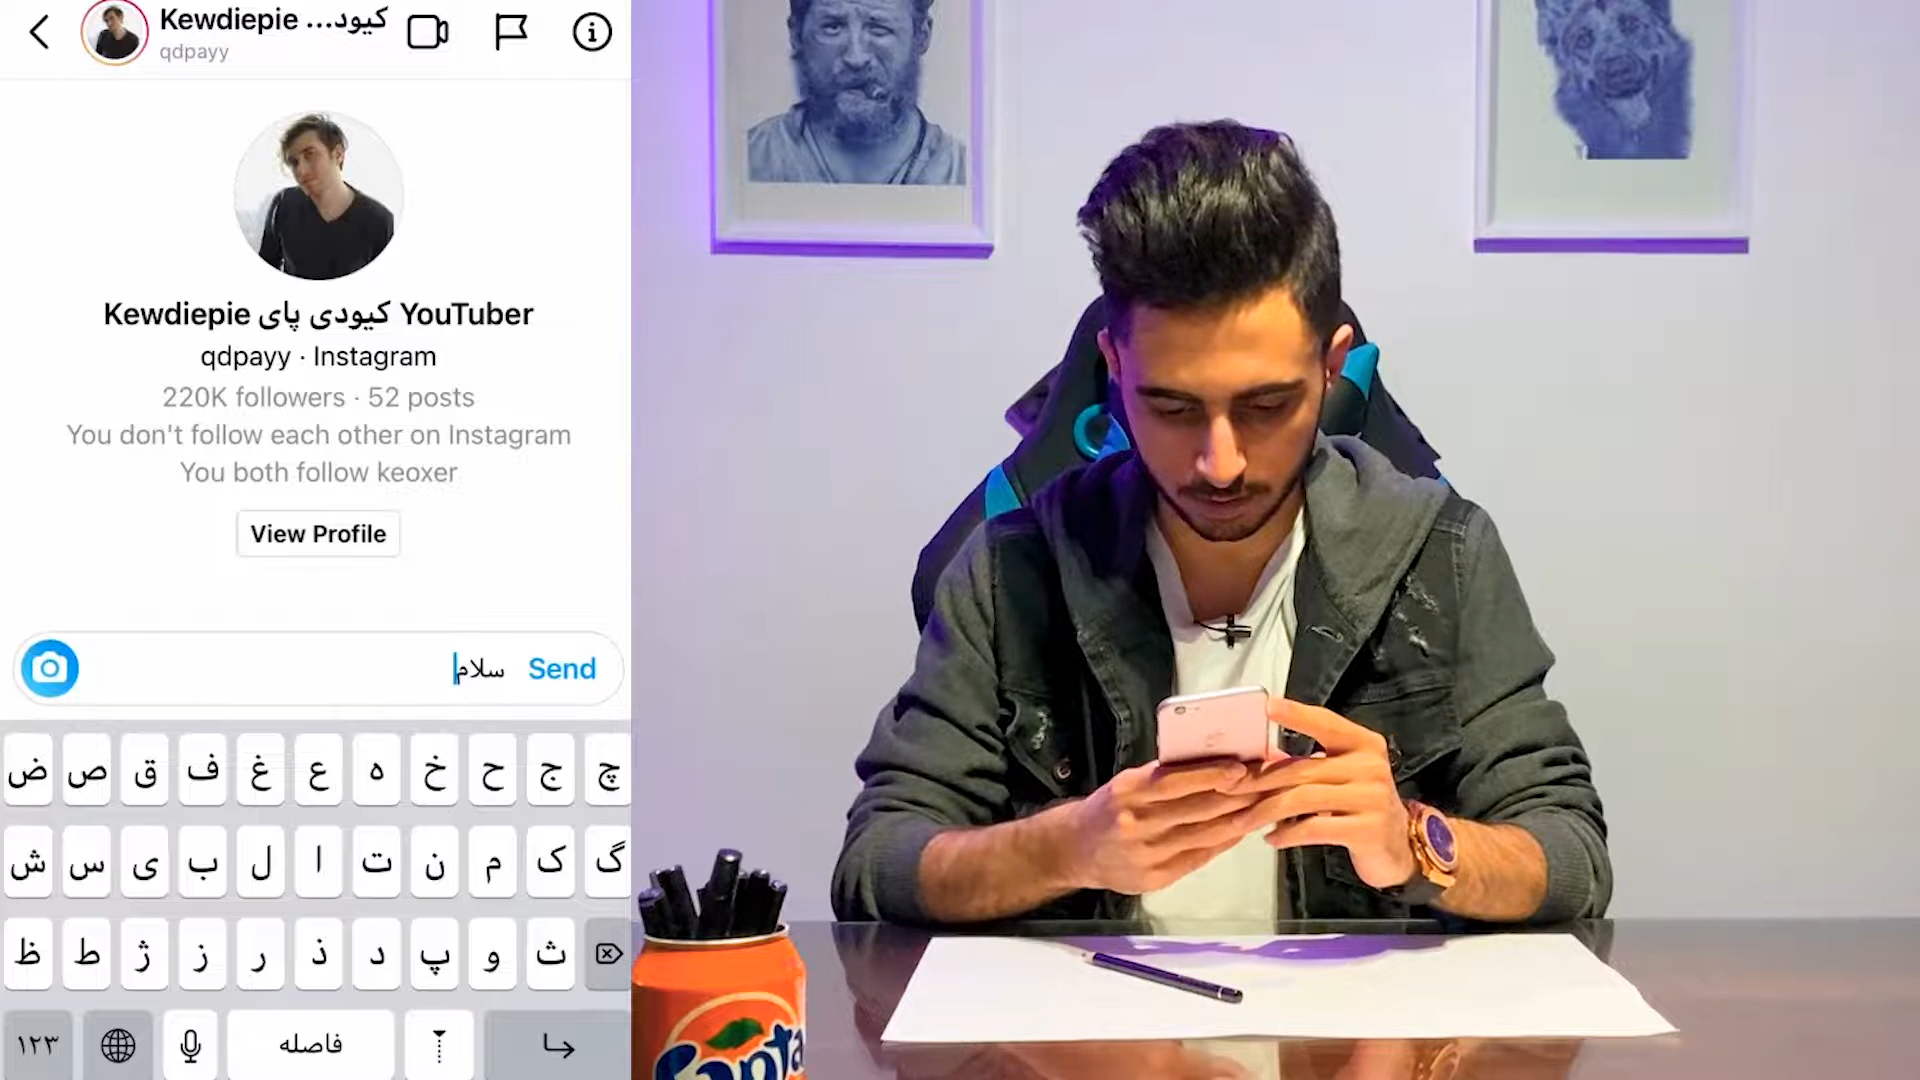 Kewdiepie کیود...
qdpayy
Kewdiepie کیودی پای YouTuber
qdpayy · Instagram
220K followers · 52 posts
You don't follow each other on Instagram
You both follow keoxer
View Profile
سلام
Send
ض ص ق ف غ ع ه خ ح ج چ
ش س ی ب ل ا ت ن م ک گ
ظ ط ژ ز ر ذ د پ و ث
۱۲۳
فاصله
Fanta